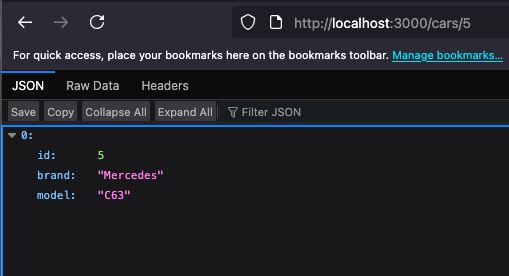 http://localhost:3000/cars/5
For quick access, place your bookmarks here on the bookmarks toolbar. Manage bookmarks...
JSON Raw Data Headers
Save Copy Collapse All Expand All Filter JSON
0:
id: 5
brand: "Mercedes"
model: "C63"